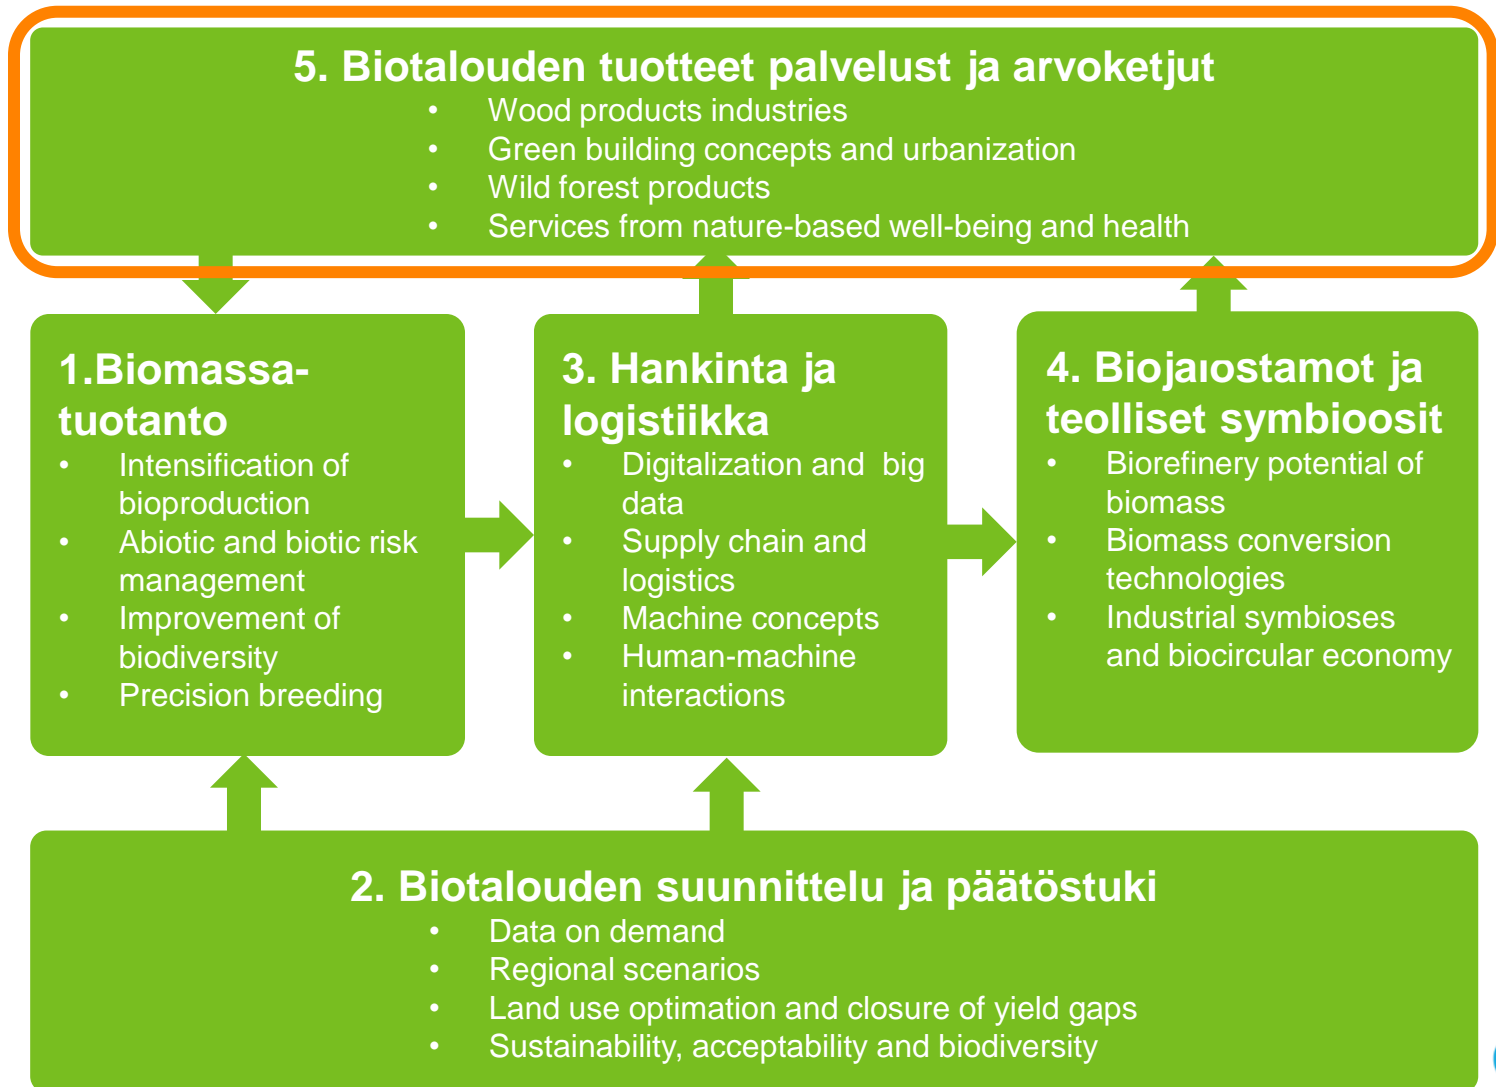 5. Biotalouden tuotteet palvelust ja arvoketjut
• Wood products industries
• Green building concepts and urbanization
• Wild forest products
• Services from nature-based well-being and health
1.Biomassa-
tuotanto
• Intensification of
bioproduction
• Abiotic and biotic risk
management
• Improvement of
biodiversity
• Precision breeding
3. Hankinta ja
logistiikka
• Digitalization and big
data
• Supply chain and
logistics
• Machine concepts
• Human-machine
interactions
4. Biojalostamot ja
teolliset symbioosit
• Biorefinery potential of
biomass
• Biomass conversion
technologies
• Industrial symbioses
and biocircular economy
2. Biotalouden suunnittelu ja päätöstuki
• Data on demand
• Regional scenarios
• Land use optimation and closure of yield gaps
• Sustainability, acceptability and biodiversity